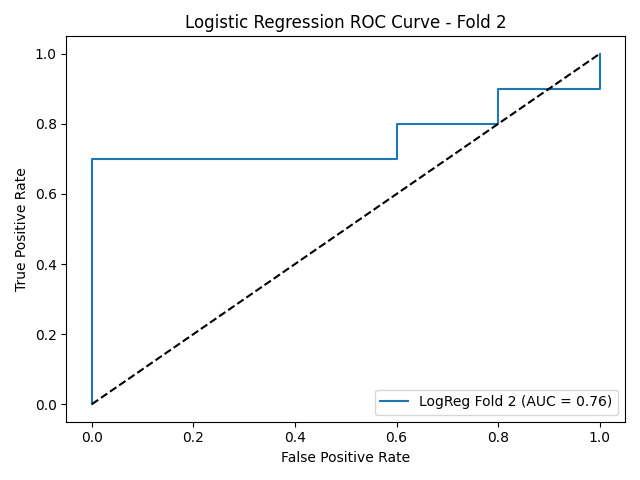 Logistic Regression ROC Curve - Fold 2
1.0
0.8
0.6
0.4
0.2
0.0
True Positive Rate
LogReg Fold 2 (AUC = 0.76)
0.0 0.2 0.4 0.6 0.8 1.0
False Positive Rate